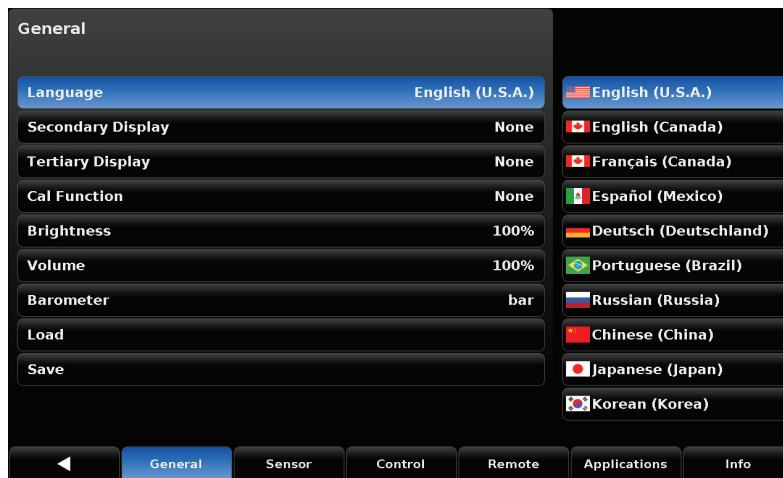 General
Language English (U.S.A.)
Secondary Display None
Tertiary Display None
Cal Function None
Brightness 100%
Volume 100%
Barometer bar
Load
Save
English (U.S.A.)
English (Canada)
Français (Canada)
Español (Mexico)
Deutsch (Deutschland)
Portuguese (Brazil)
Russian (Russia)
Chinese (China)
Japanese (Japan)
Korean (Korea)
General Sensor Control Remote Applications Info